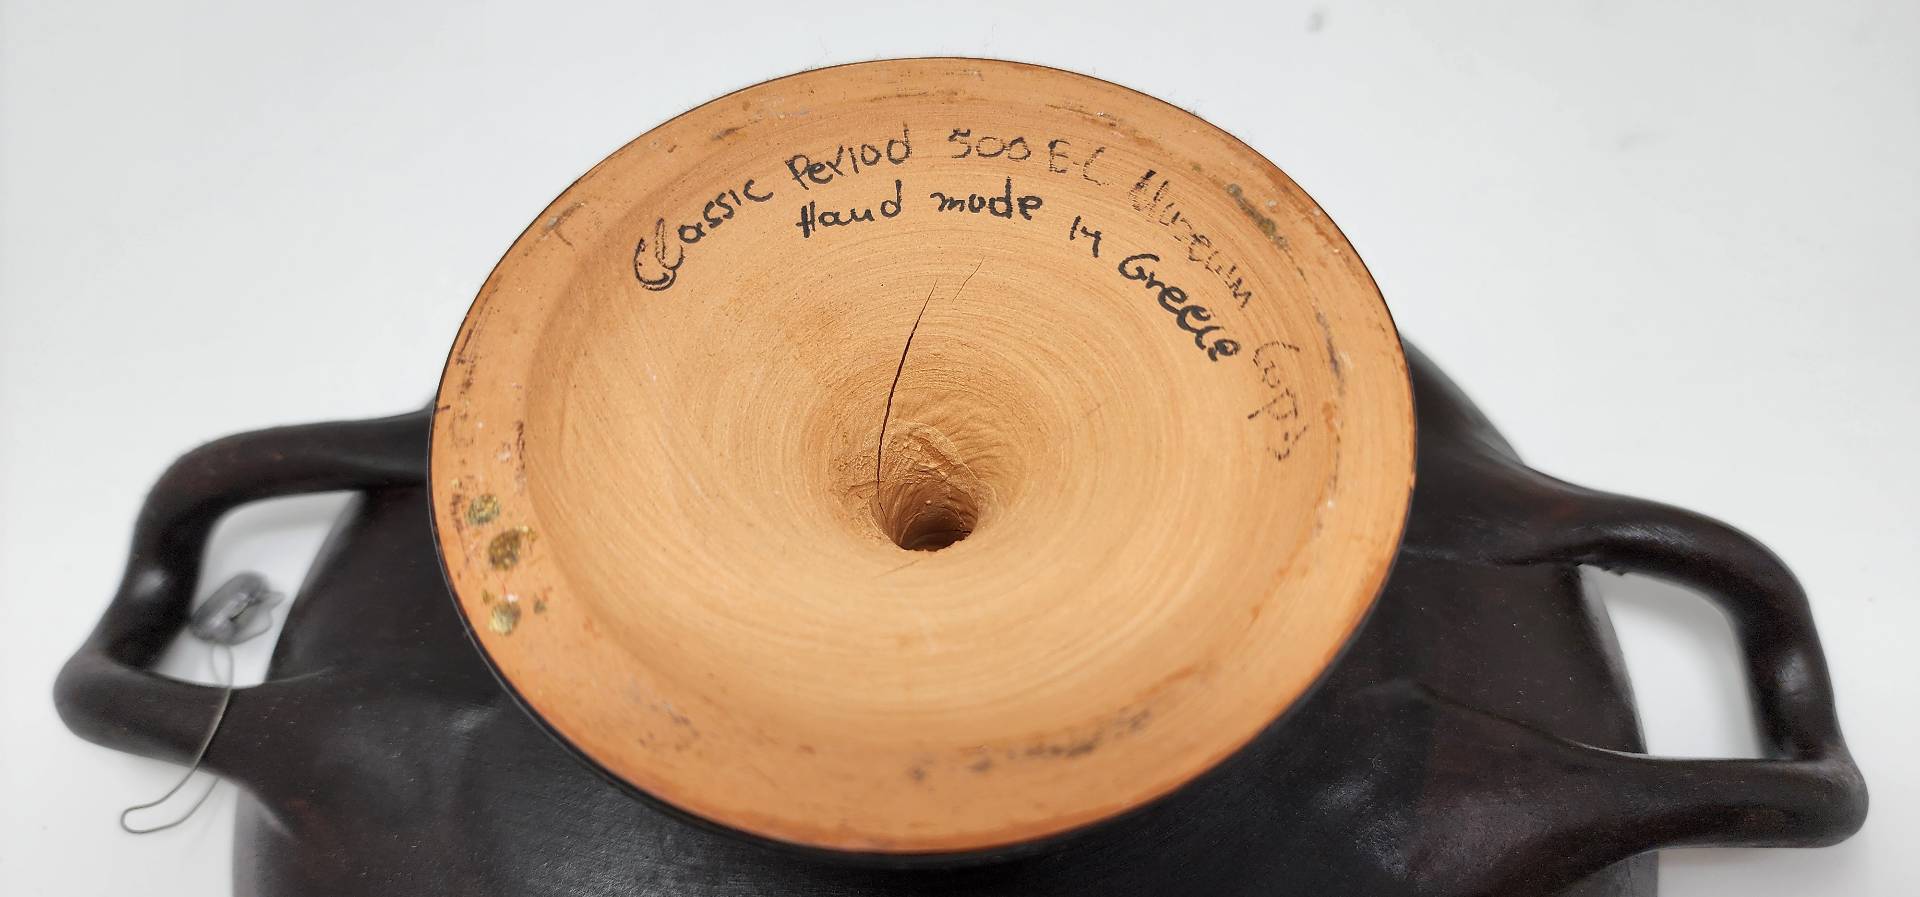 Classic Period 500 B.C Museum Copy
Hand made in Greece